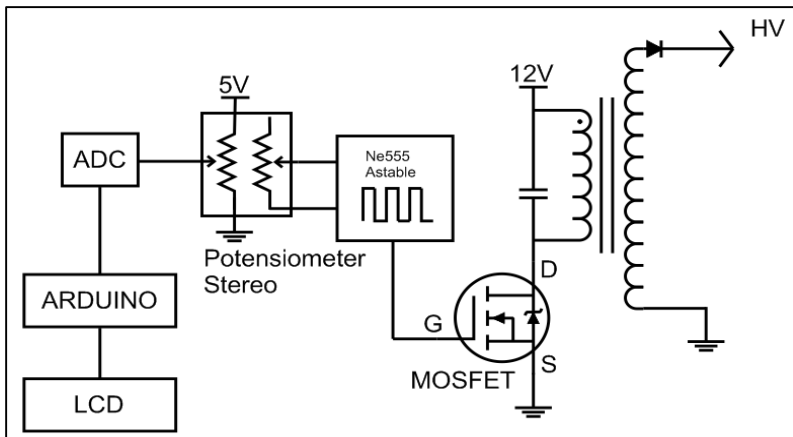 HV
5V
12V
ADC
Ne555
Astable
Potensiometer
Stereo
D
ARDUINO
G
S
MOSFET
LCD